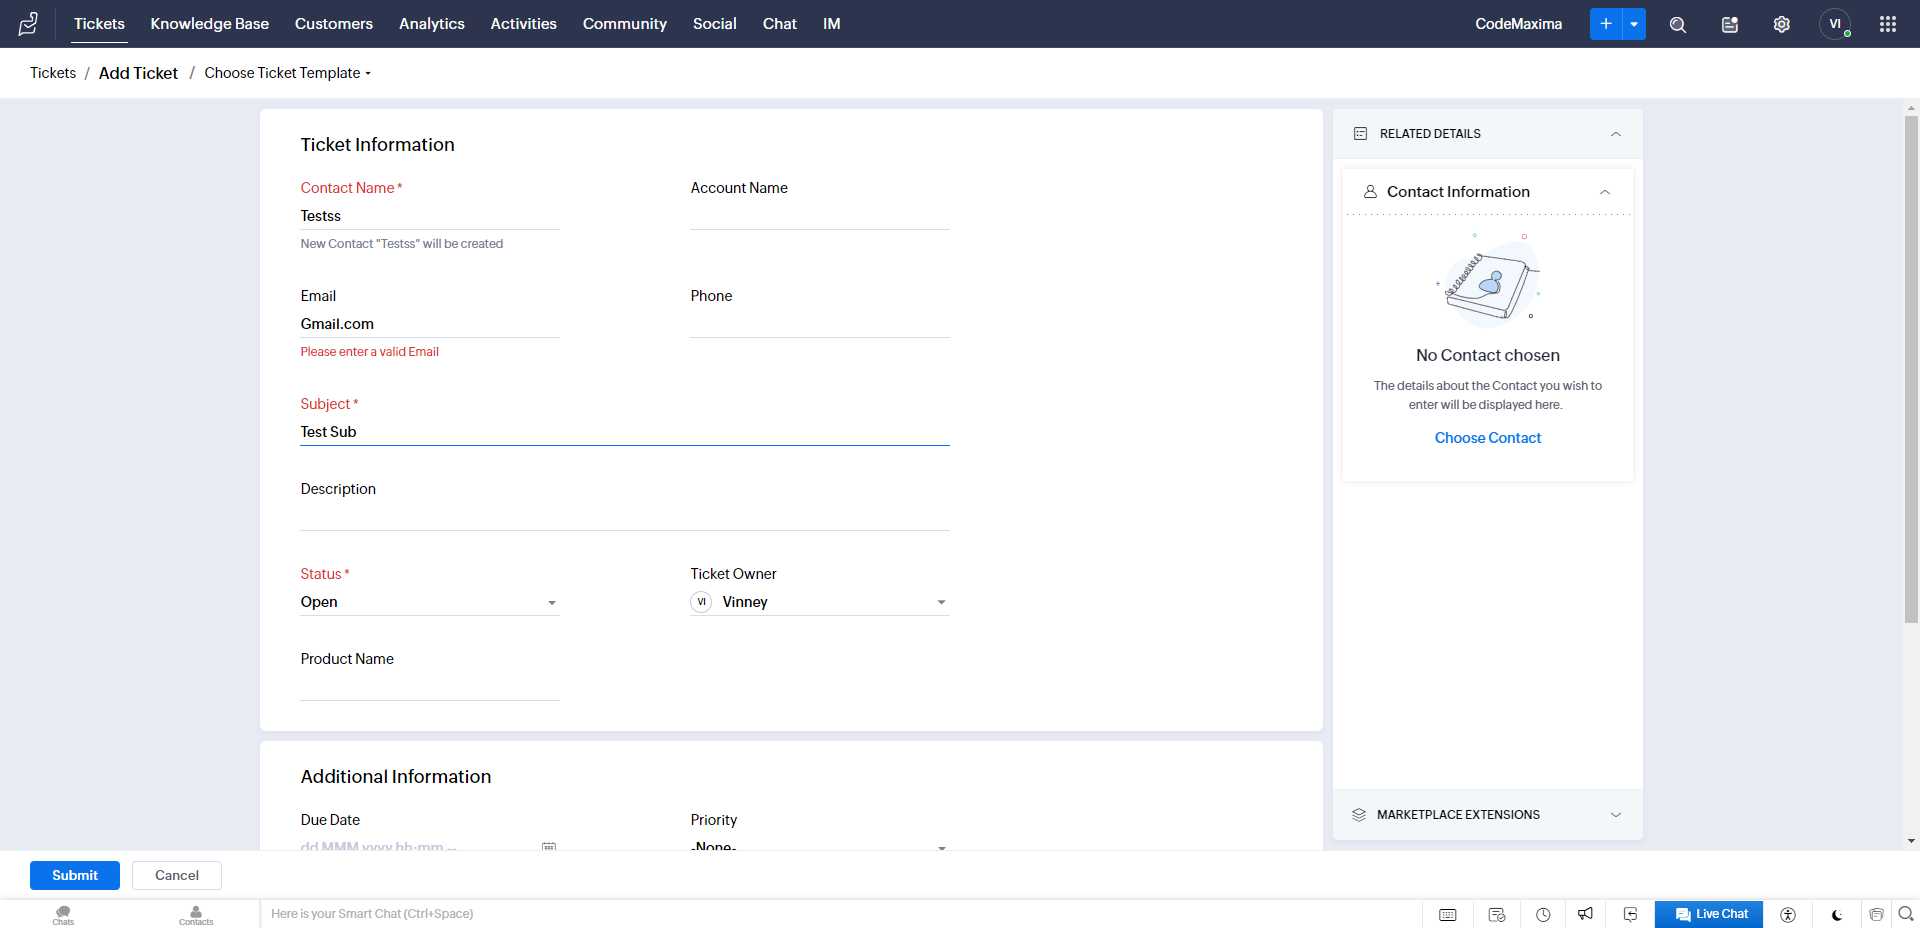 Tickets Knowledge Base Customers Analytics Activities Community Social Chat IM CodeMaxima VI
Tickets / Add Ticket / Choose Ticket Template
Ticket Information
Contact Name *
Testss
New Contact "Testss" will be created
Account Name
Email
Gmail.com
Please enter a valid Email
Phone
Subject *
Test Sub
Description
Status *
Open
Ticket Owner
VI Vinney
Product Name
Additional Information
Due Date
dd MMM yyyy hh:mm --
Priority
-None-
RELATED DETAILS
Contact Information
No Contact chosen
The details about the Contact you wish to
enter will be displayed here.
Choose Contact
MARKETPLACE EXTENSIONS
Submit Cancel
Chats Contacts Here is your Smart Chat (Ctrl+Space) Live Chat